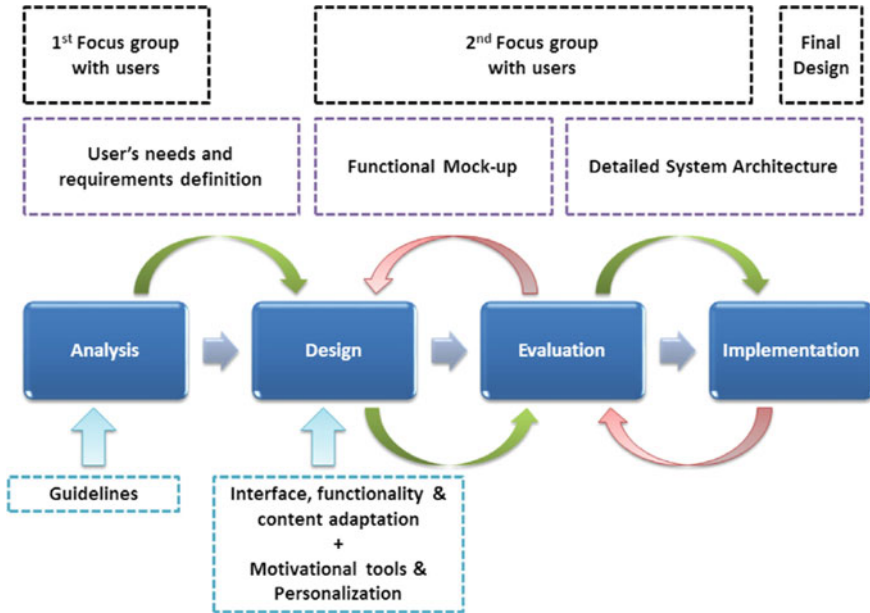 1st Focus group
with users
2nd Focus group
with users
Final
Design
User's needs and
requirements definition
Functional Mock-up
Detailed System Architecture
Analysis
Design
Evaluation
Implementation
Guidelines
Interface, functionality &
content adaptation
+
Motivational tools &
Personalization